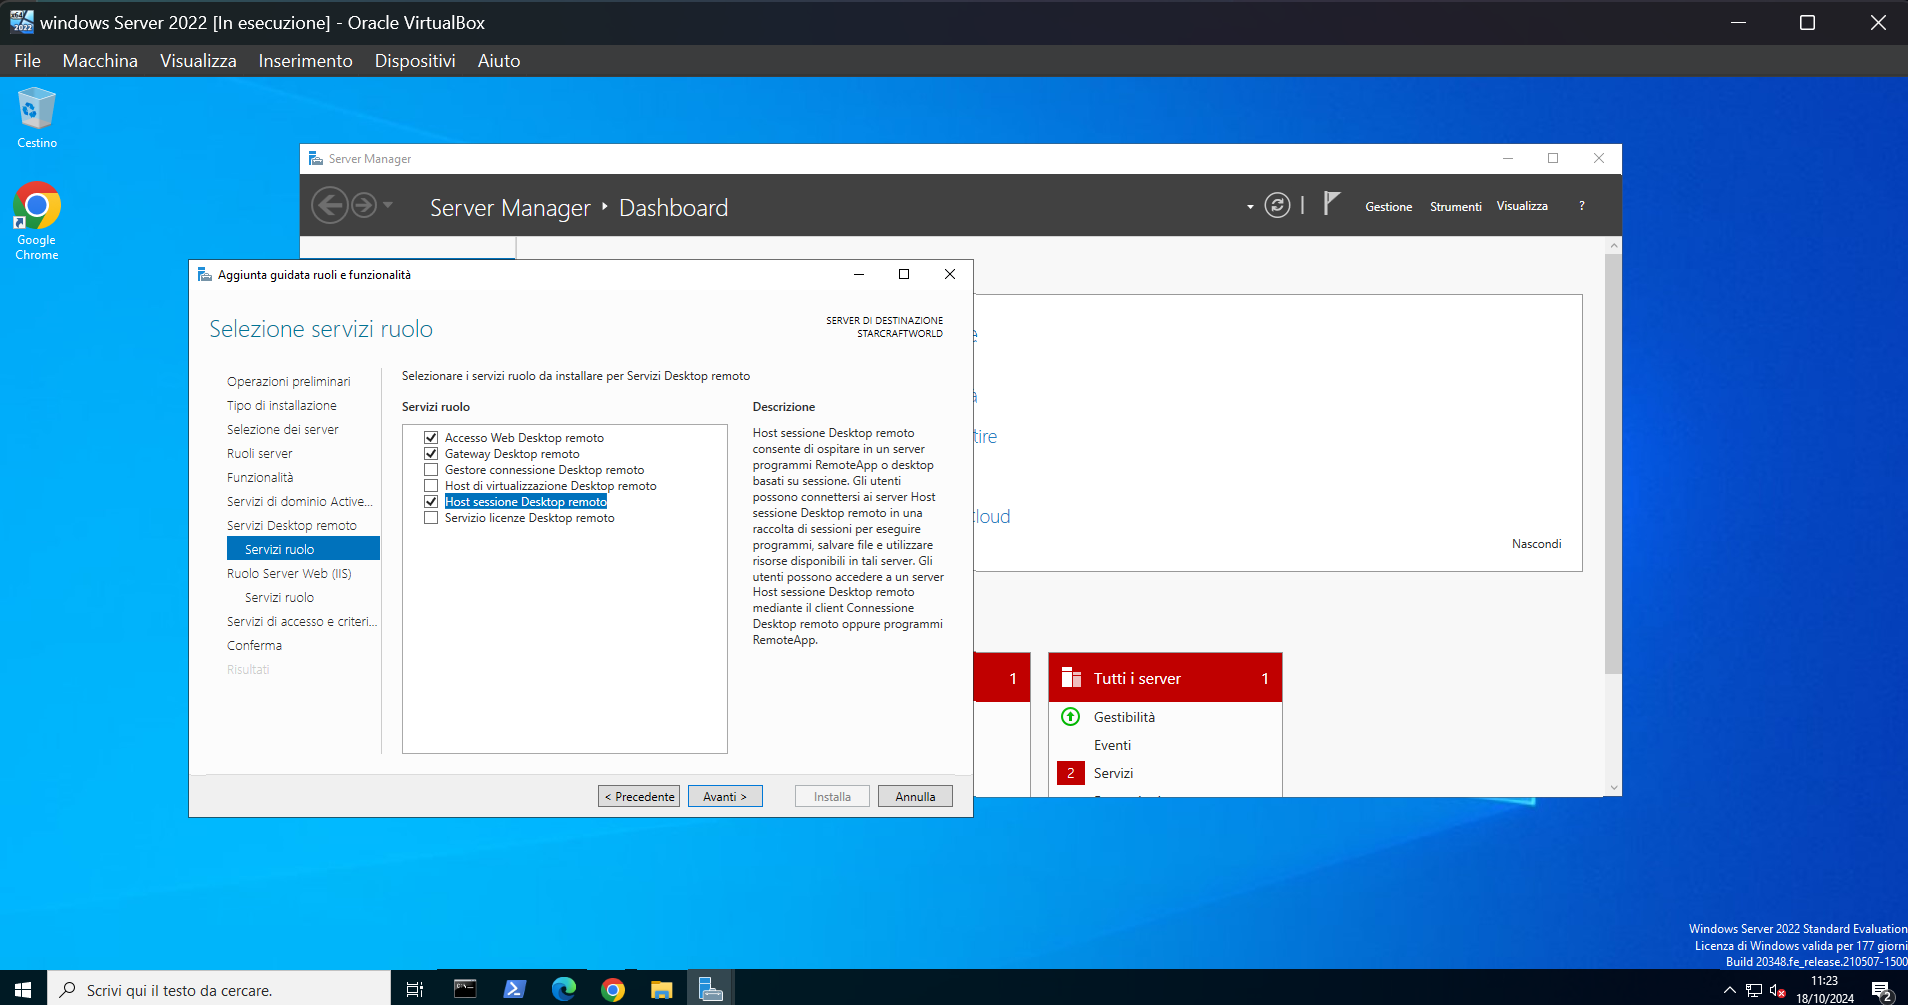 windows Server 2022 [In esecuzione] - Oracle VirtualBox
File Macchina Visualizza Inserimento Dispositivi Aiuto
Cestino
Google
Chrome
Server Manager
Server Manager ‣ Dashboard
Gestione Strumenti Visualizza ?
Aggiunta guidata ruoli e funzionalità
Selezione servizi ruolo
SERVER DI DESTINAZIONE
STARCRAFTWORLD
Operazioni preliminari
Tipo di installazione
Selezione dei server
Ruoli server
Funzionalità
Servizi di dominio Active...
Servizi Desktop remoto
Servizi ruolo
Ruolo Server Web (IIS)
Servizi ruolo
Servizi di accesso e criteri...
Conferma
Risultati
Selezionare i servizi ruolo da installare per Servizi Desktop remoto
Servizi ruolo
Accesso Web Desktop remoto
Gateway Desktop remoto
Gestore connessione Desktop remoto
Host di virtualizzazione Desktop remoto
Host sessione Desktop remoto
Servizio licenze Desktop remoto
Descrizione
Host sessione Desktop remoto
consente di ospitare in un server
programmi RemoteApp o desktop
basati su sessione. Gli utenti
possono connettersi ai server Host
sessione Desktop remoto in una
raccolta di sessioni per eseguire
programmi, salvare file e utilizzare
risorse disponibili in tali server. Gli
utenti possono accedere a un server
Host sessione Desktop remoto
mediante il client Connessione
Desktop remoto oppure programmi
RemoteApp.
< Precedente Avanti > Installa Annulla
tire
loud
Nascondi
1
Tutti i server 1
Gestibilità
Eventi
2 Servizi
Windows Server 2022 Standard Evaluation
Licenza di Windows valida per 177 giorni
Build 20348.fe_release.210507-1500
Scrivi qui il testo da cercare.
11:23
18/10/2024
2